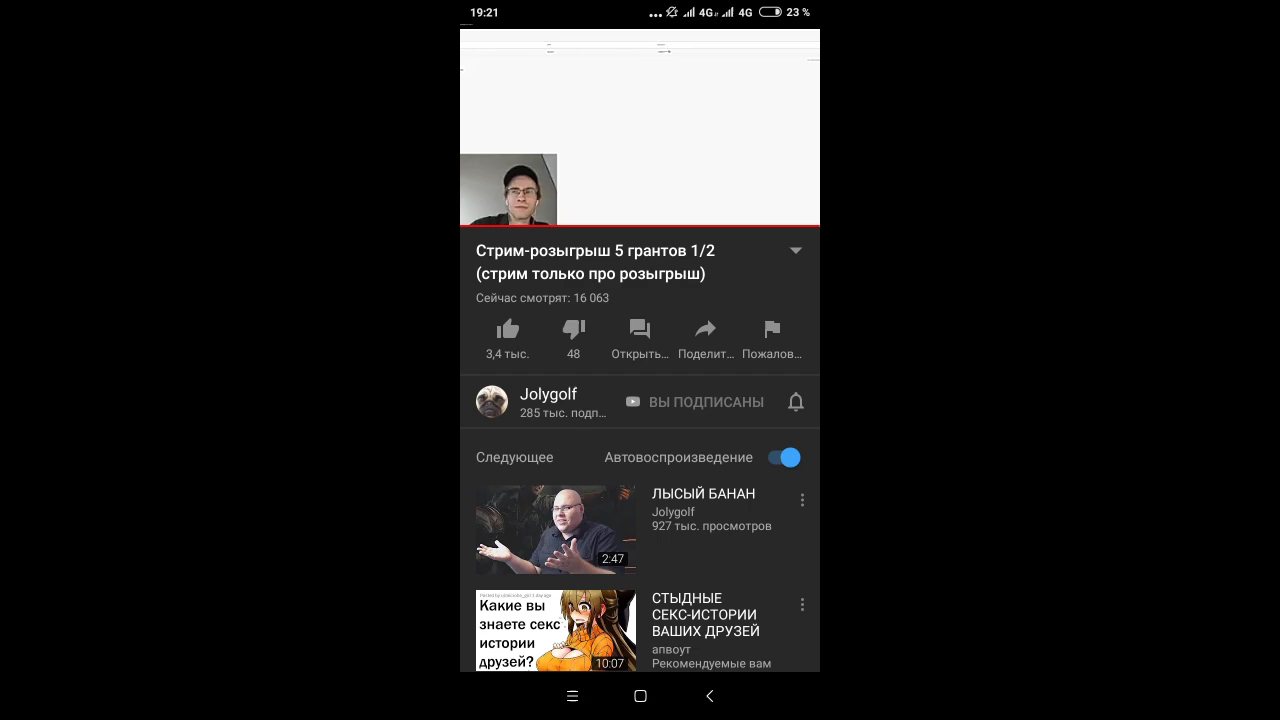 19:21
4G
4G
23 %
Стрим-розыгрыш 5 грантов 1/2
(стрим только про розыгрыш)
Сейчас смотрят: 16 063
3,4 тыс.
48
Открыть…
Поделит…
Пожалов…
Jolygolf
285 тыс. подп…
ВЫ ПОДПИСАНЫ
Следующее
Автовоспроизведение
2:47
ЛЫСЫЙ БАНАН
Jolygolf
927 тыс. просмотров
Какие вы
знаете секс
истории
друзей?
10:07
СТЫДНЫЕ
СЕКС-ИСТОРИИ
ВАШИХ ДРУЗЕЙ
апвоут
Рекомендуемые вам